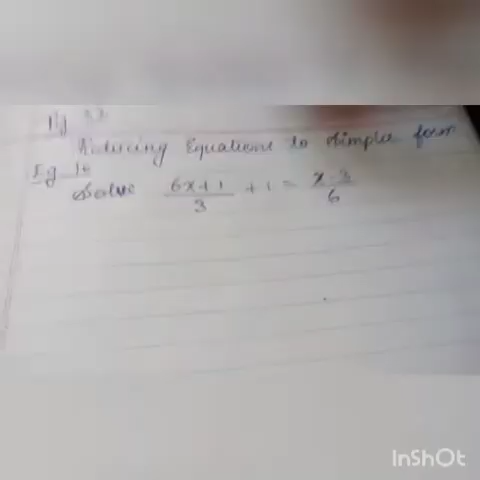 Reducing Equations to Simpler form
Eg 16
Solve 6x+1/3 + 1 = x-3/6
InShOt